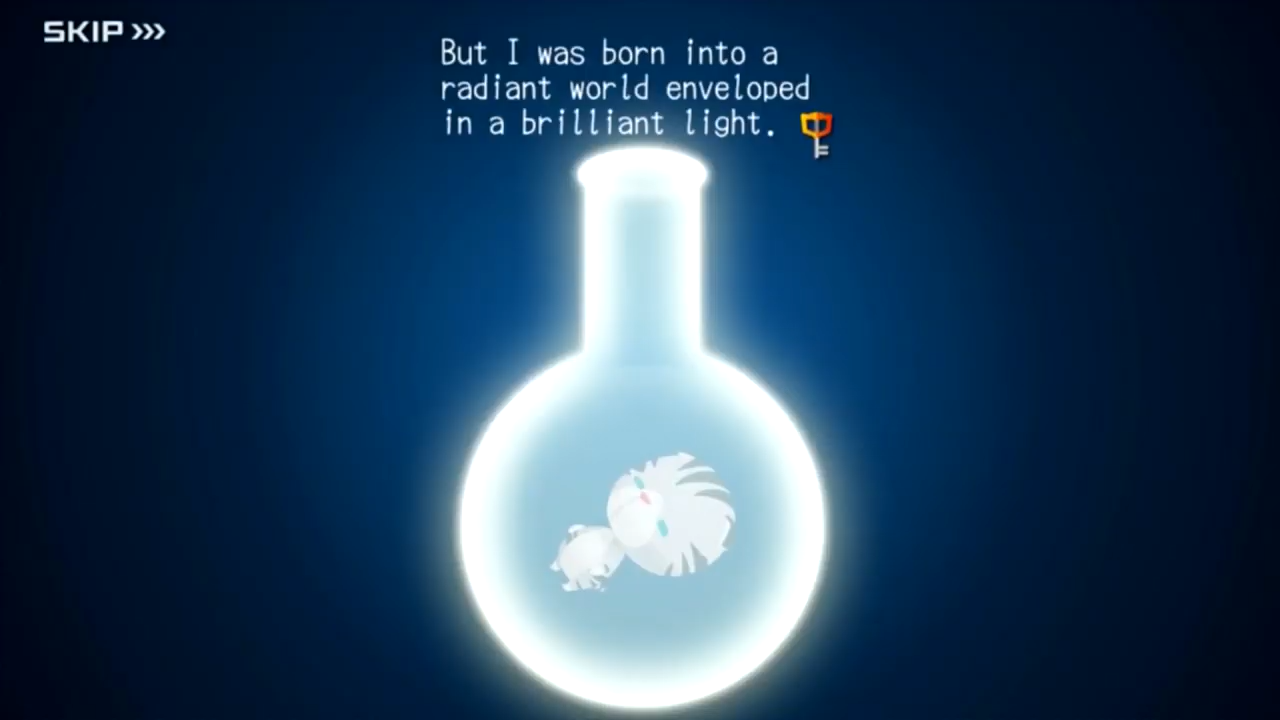 SKIP >>>
But I was born into a
radiant world enveloped
in a brilliant light.